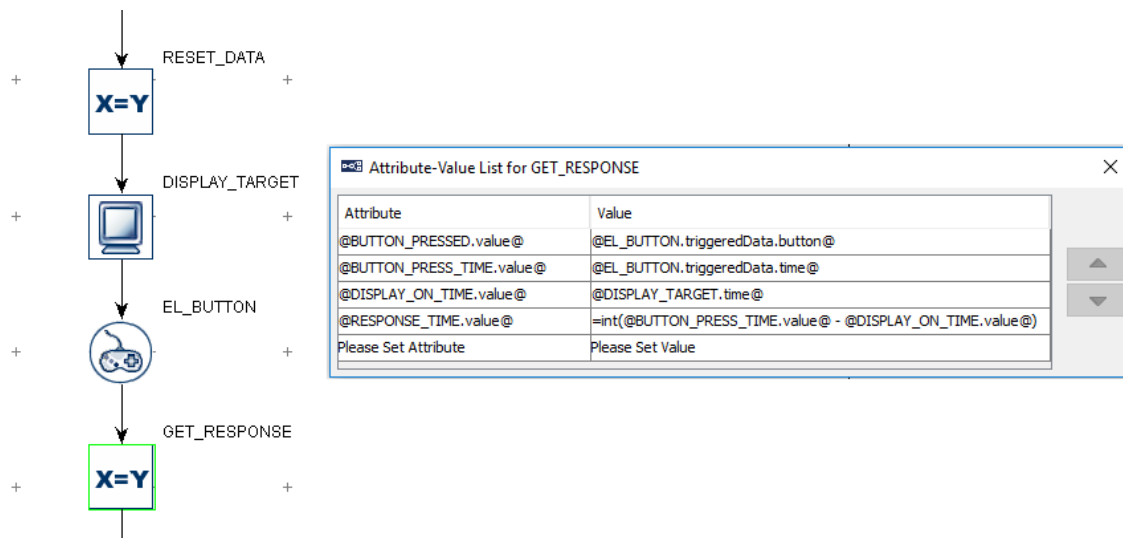 RESET_DATA
X=Y
DISPLAY_TARGET
EL_BUTTON
GET_RESPONSE
X=Y
Attribute-Value List for GET_RESPONSE
Attribute Value
@BUTTON_PRESSED.value@ @EL_BUTTON.triggeredData.button@
@BUTTON_PRESS_TIME.value@ @EL_BUTTON.triggeredData.time@
@DISPLAY_ON_TIME.value@ @DISPLAY_TARGET.time@
@RESPONSE_TIME.value@ =int(@BUTTON_PRESS_TIME.value@ - @DISPLAY_ON_TIME.value@)
Please Set Attribute Please Set Value